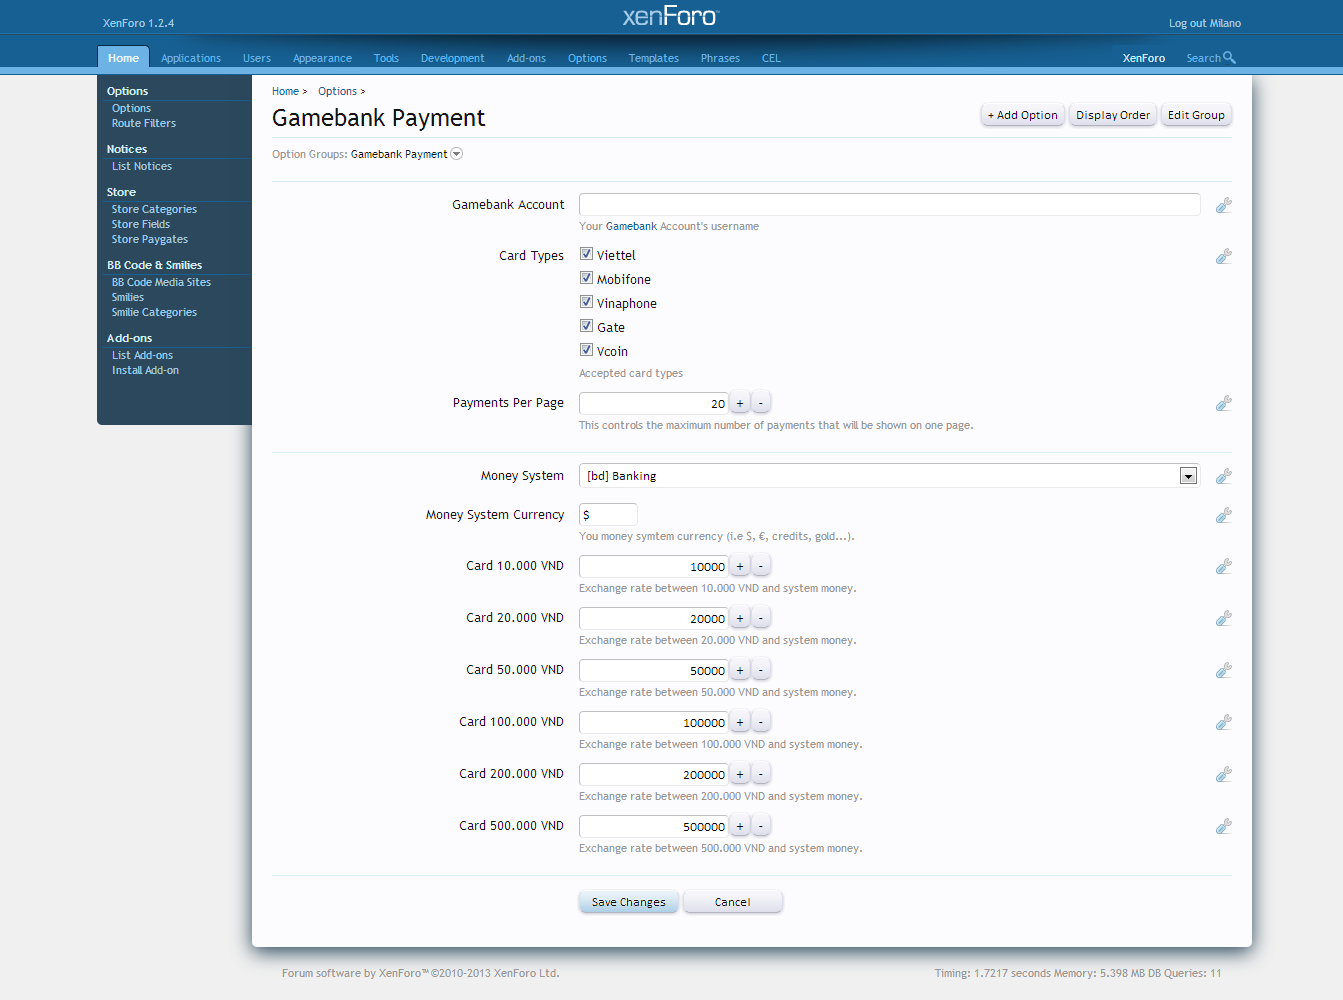 XenForo 1.2.4
xenForo™
Log out Milano
Home Applications Users Appearance Tools Development Add-ons Options Templates Phrases CEL XenForo Search
Options
Options
Route Filters
Notices
List Notices
Store
Store Categories
Store Fields
Store Paygates
BB Code & Smilies
BB Code Media Sites
Smilies
Smilie Categories
Add-ons
List Add-ons
Install Add-on
Home > Options >
Gamebank Payment
+ Add Option Display Order Edit Group
Option Groups: Gamebank Payment
Gamebank Account
Your Gamebank Account's username
Card Types Viettel
Mobifone
Vinaphone
Gate
Vcoin
Accepted card types
Payments Per Page 20 + -
This controls the maximum number of payments that will be shown on one page.
Money System [bd] Banking
Money System Currency $
You money symtem currency (i.e $, €, credits, gold...).
Card 10.000 VND 10000 + -
Exchange rate between 10.000 VND and system money.
Card 20.000 VND 20000 + -
Exchange rate between 20.000 VND and system money.
Card 50.000 VND 50000 + -
Exchange rate between 50.000 VND and system money.
Card 100.000 VND 100000 + -
Exchange rate between 100.000 VND and system money.
Card 200.000 VND 200000 + -
Exchange rate between 200.000 VND and system money.
Card 500.000 VND 500000 + -
Exchange rate between 500.000 VND and system money.
Save Changes Cancel
Forum software by XenForo™ ©2010-2013 XenForo Ltd.
Timing: 1.7217 seconds Memory: 5.398 MB DB Queries: 11